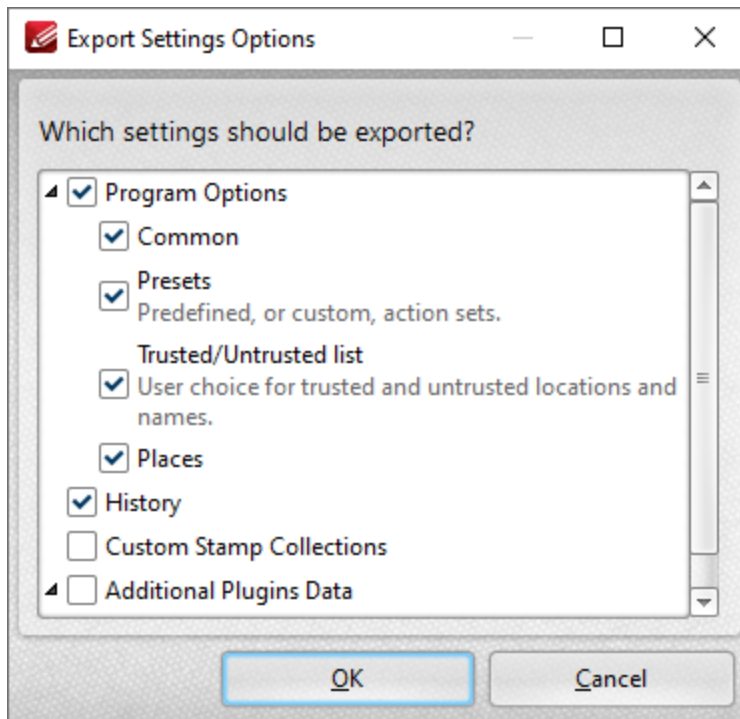 Export Settings Options
Which settings should be exported?
Program Options
Common
Presets
Predefined, or custom, action sets.
Trusted/Untrusted list
User choice for trusted and untrusted locations and
names.
Places
History
Custom Stamp Collections
Additional Plugins Data
OK
Cancel